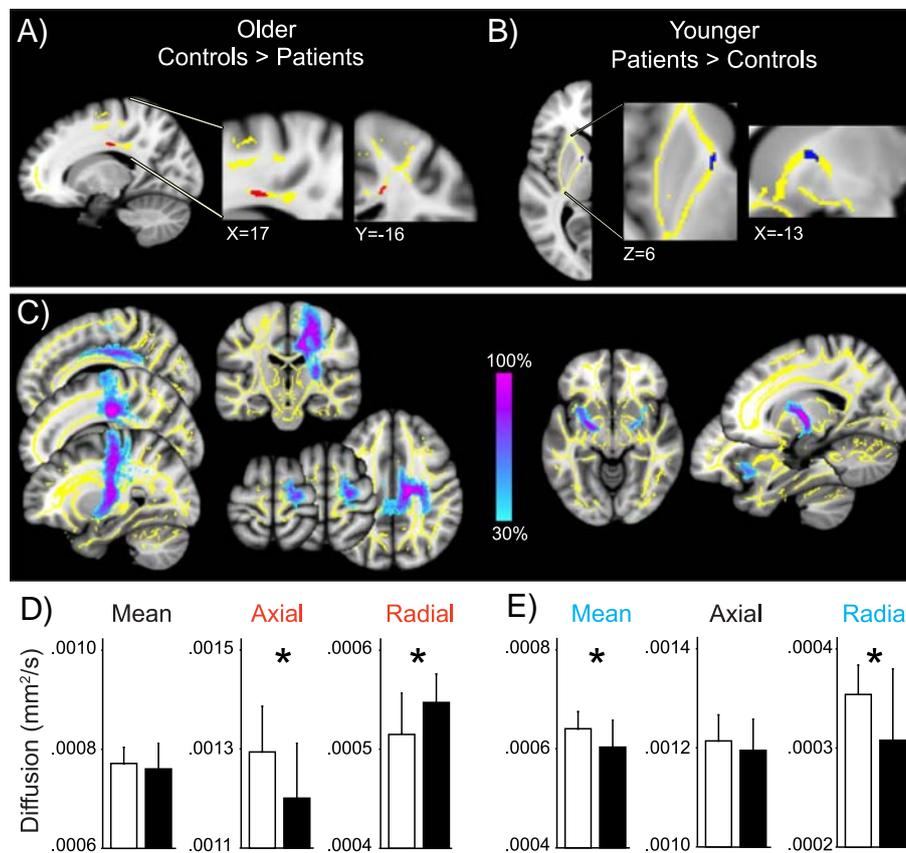 A)
Older
Controls > Patients
X=17
Y=-16
B)
Younger
Patients > Controls
Z=6
X=-13
C)
100%
30%
D)
Mean
Axial
Radial
Diffusion (mm²/s)
.0010
.0008
.0006
.0015
*
.0013
.0011
.0006
*
.0005
.0004
E)
Mean
Axial
Radial
.0008
*
.0006
.0004
.0014
.0012
.0010
.0004
*
.0003
.0002